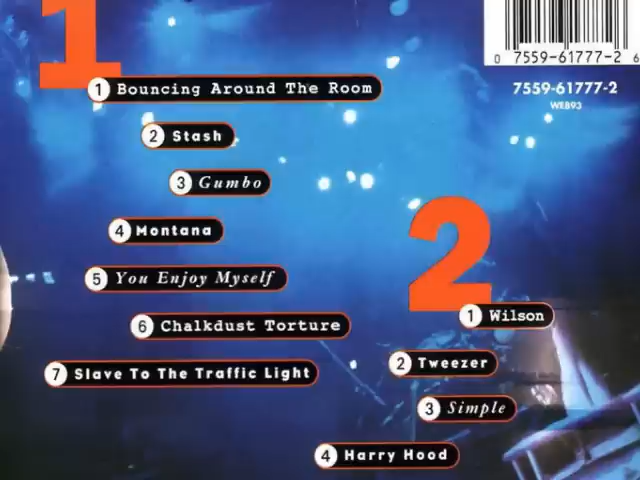 1
1 Bouncing Around The Room
2 Stash
3 Gumbo
4 Montana
5 You Enjoy Myself
6 Chalkdust Torture
7 Slave To The Traffic Light
2
1 Wilson
2 Tweezer
3 Simple
4 Harry Hood
0 7559-61777-2 6
7559-61777-2
WE893